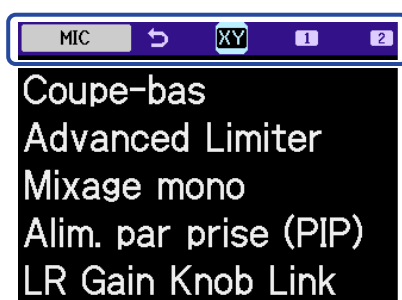 MIC XY 1 2
Coupe-bas
Advanced Limiter
Mixage mono
Alim. par prise (PIP)
LR Gain Knob Link